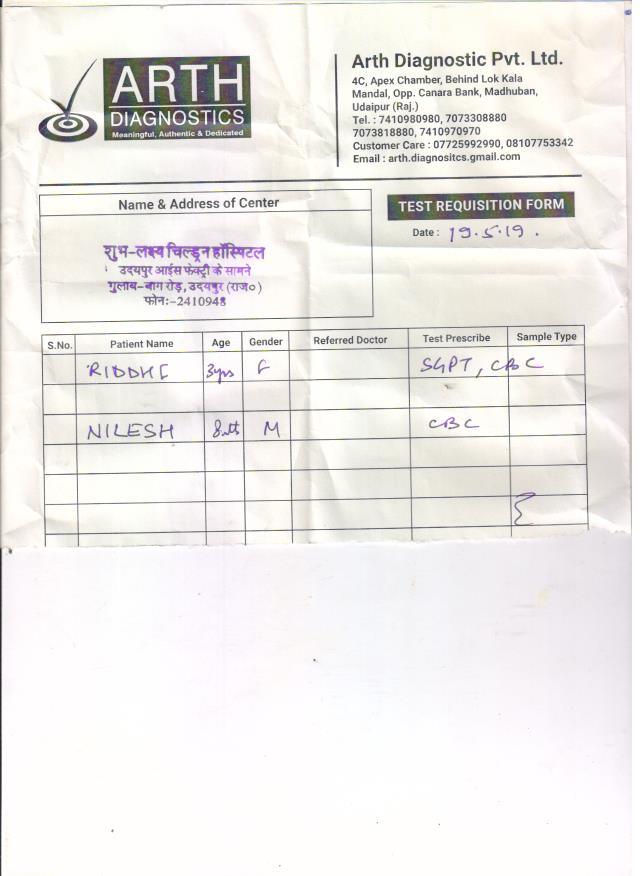 ARTH
DIAGNOSTICS
Meaningful, Authentic & Dedicated
Arth Diagnostic Pvt. Ltd.
4C, Apex Chamber, Behind Lok Kala
Mandal, Opp. Canara Bank, Madhuban,
Udaipur (Raj.)
Tel. : 7410980980, 7073308880
7073818880, 7410970970
Customer Care : 07725992990, 08107753342
Email : arth.diagnositcs.gmail.com
Name & Address of Center
शुभ-लक्ष्य चिल्ड्रन हॉस्पिटल
उदयपुर आईस फेक्ट्री के सामने
गुलाब-बाग रोड़, उदयपुर (राज०)
फोन:-2410948
TEST REQUISITION FORM
Date : 19.5.19.
S.No. Patient Name Age Gender Referred Doctor Test Prescribe Sample Type
RIDDHI 3yrs F SGPT, CBC
NILESH M CBC